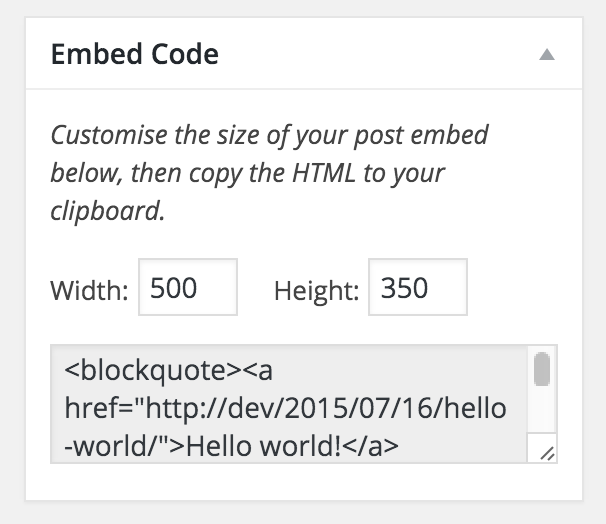 Embed Code
Customise the size of your post embed
below, then copy the HTML to your
clipboard.
Width: 500 Height: 350
<blockquote><a
href="http://dev/2015/07/16/hello
-world/">Hello world!</a>